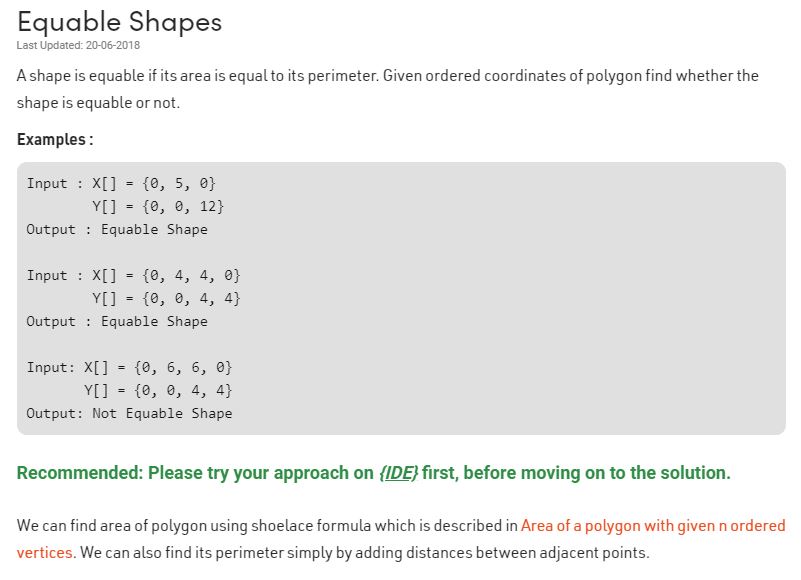 Equable Shapes
Last Updated: 20-06-2018
A shape is equable if its area is equal to its perimeter. Given ordered coordinates of polygon find whether the
shape is equable or not.
Examples :
Input : X[] = {0, 5, 0}
Y[] = {0, 0, 12}
Output : Equable Shape
Input : X[] = {0, 4, 4, 0}
Y[] = {0, 0, 4, 4}
Output : Equable Shape
Input: X[] = {0, 6, 6, 0}
Y[] = {0, 0, 4, 4}
Output: Not Equable Shape
Recommended: Please try your approach on {IDE} first, before moving on to the solution.
We can find area of polygon using shoelace formula which is described in Area of a polygon with given n ordered
vertices. We can also find its perimeter simply by adding distances between adjacent points.